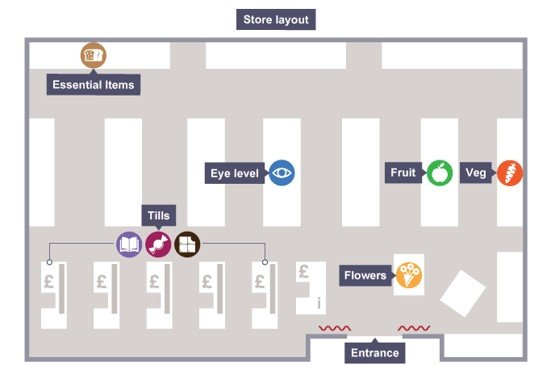 Store layout
Essential Items
Eye level
Fruit
Veg
Tills
£
£
£
£
£
£
i
Flowers
Entrance